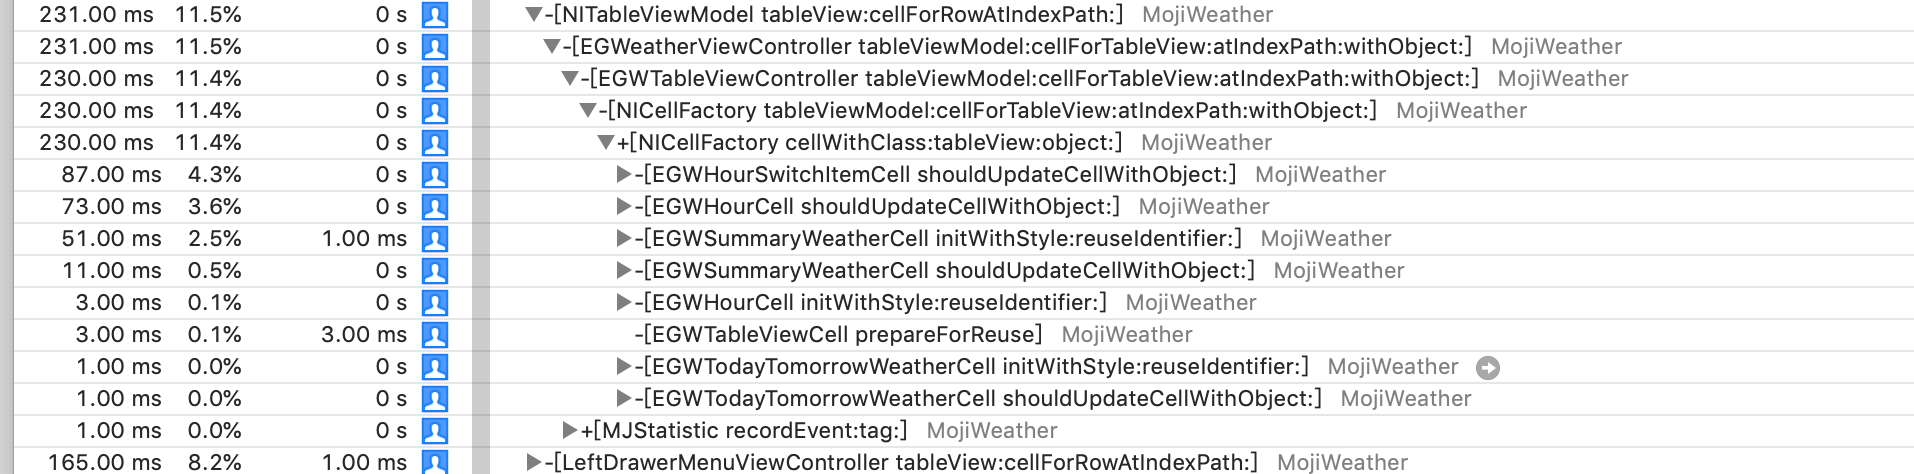 231.00 ms 11.5% 0 s ▼-[NITableViewModel tableView:cellForRowAtIndexPath:] MojiWeather
231.00 ms 11.5% 0 s ▼-[EGWeatherViewController tableViewModel:cellForTableView:atIndexPath:withObject:] MojiWeather
230.00 ms 11.4% 0 s ▼-[EGWTableViewController tableViewModel:cellForTableView:atIndexPath:withObject:] MojiWeather
230.00 ms 11.4% 0 s ▼-[NICellFactory tableViewModel:cellForTableView:atIndexPath:withObject:] MojiWeather
230.00 ms 11.4% 0 s ▼+[NICellFactory cellWithClass:tableView:object:] MojiWeather
87.00 ms 4.3% 0 s ▶-[EGWHourSwitchItemCell shouldUpdateCellWithObject:] MojiWeather
73.00 ms 3.6% 0 s ▶-[EGWHourCell shouldUpdateCellWithObject:] MojiWeather
51.00 ms 2.5% 1.00 ms ▶-[EGWSummaryWeatherCell initWithStyle:reuseIdentifier:] MojiWeather
11.00 ms 0.5% 0 s ▶-[EGWSummaryWeatherCell shouldUpdateCellWithObject:] MojiWeather
3.00 ms 0.1% 0 s ▶-[EGWHourCell initWithStyle:reuseIdentifier:] MojiWeather
3.00 ms 0.1% 3.00 ms -[EGWTableViewCell prepareForReuse] MojiWeather
1.00 ms 0.0% 0 s ▶-[EGWTodayTomorrowWeatherCell initWithStyle:reuseIdentifier:] MojiWeather
1.00 ms 0.0% 0 s ▶-[EGWTodayTomorrowWeatherCell shouldUpdateCellWithObject:] MojiWeather
1.00 ms 0.0% 0 s ▶+[MJStatistic recordEvent:tag:] MojiWeather
165.00 ms 8.2% 1.00 ms ▶-[LeftDrawerMenuViewController tableView:cellForRowAtIndexPath:] MojiWeather